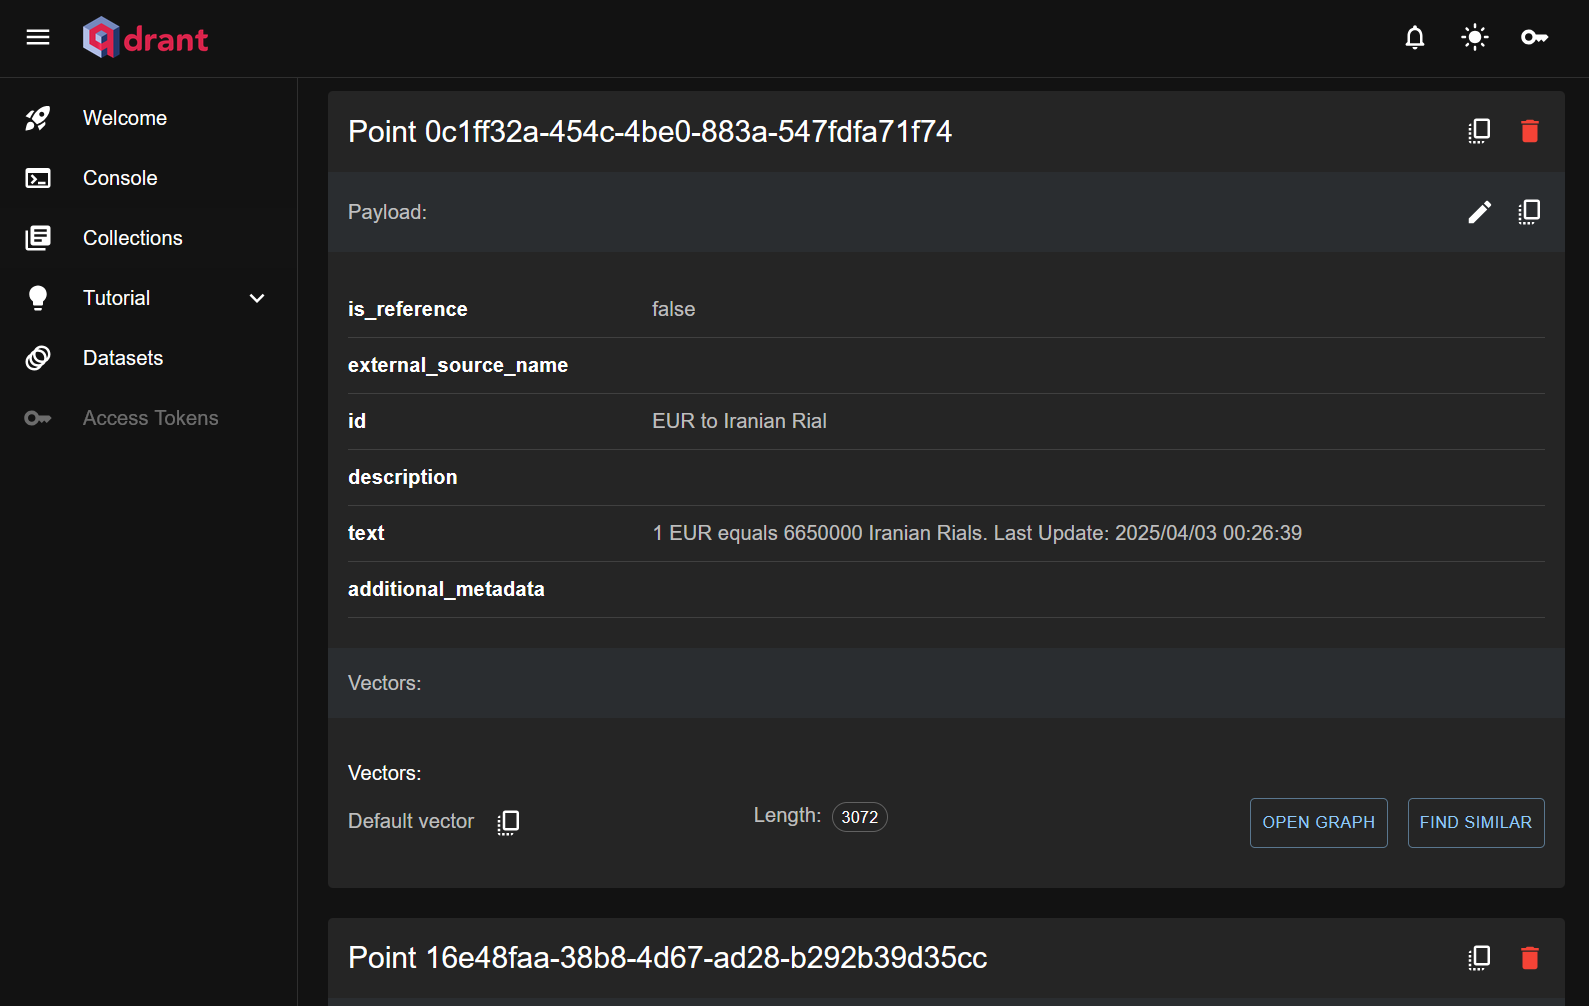 qdrant
Welcome
Console
Collections
Tutorial
Datasets
Access Tokens
Point 0c1ff32a-454c-4be0-883a-547fdfa71f74
Payload:
is_reference false
external_source_name
id EUR to Iranian Rial
description
text 1 EUR equals 6650000 Iranian Rials. Last Update: 2025/04/03 00:26:39
additional_metadata
Vectors:
Vectors:
Default vector Length: 3072 OPEN GRAPH FIND SIMILAR
Point 16e48faa-38b8-4d67-ad28-b292b39d35cc